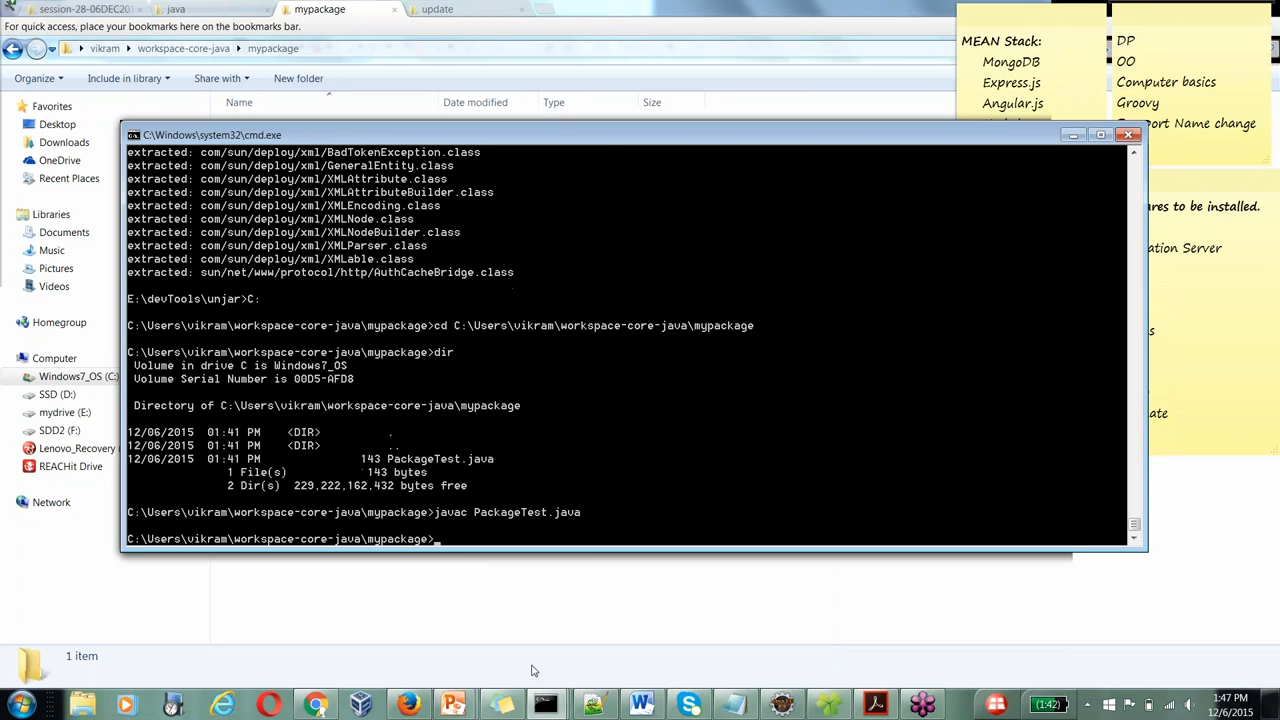 session-28-06DEC20
java
mypackage
update
For quick access, place your bookmarks here on the bookmarks bar.
vikram
workspace-core-java
mypackage
Organize
Include in library
Share with
New folder
Name
Date modified
Type
Size
Favorites
Desktop
Downloads
OneDrive
Recent Places
Libraries
Documents
Music
Pictures
Videos
Homegroup
Computer
Windows7_OS (C:)
SSD (D:)
mydrive (E:)
SDD2 (F:)
Lenovo_Recovery
REACHit Drive
Network
1 item
MEAN Stack:
MongoDB
Express.js
Angular.js
DP
OO
Computer basics
Groovy
port Name change
ares to be installed.
ation Server
s
ate
C:\Windows\system32\cmd.exe
extracted: com/sun/deploy/xml/BadTokenException.class
extracted: com/sun/deploy/xml/GeneralEntity.class
extracted: com/sun/deploy/xml/XMLAttribute.class
extracted: com/sun/deploy/xml/XMLAttributeBuilder.class
extracted: com/sun/deploy/xml/XMLEncoding.class
extracted: com/sun/deploy/xml/XMLNode.class
extracted: com/sun/deploy/xml/XMLNodeBuilder.class
extracted: com/sun/deploy/xml/XMLParser.class
extracted: com/sun/deploy/xml/XMLable.class
extracted: sun/net/www/protocol/http/AuthCacheBridge.class
E:\devTools\unjar>C:
C:\Users\vikram\workspace-core-java\mypackage>cd C:\Users\vikram\workspace-core-java\mypackage
C:\Users\vikram\workspace-core-java\mypackage>dir
Volume in drive C is Windows7_OS
Volume Serial Number is 00D5-AFD8
Directory of C:\Users\vikram\workspace-core-java\mypackage
12/06/2015 01:41 PM <DIR> .
12/06/2015 01:41 PM <DIR> ..
12/06/2015 01:41 PM 143 PackageTest.java
1 File(s) 143 bytes
2 Dir(s) 229,222,162,432 bytes free
C:\Users\vikram\workspace-core-java\mypackage>javac PackageTest.java
C:\Users\vikram\workspace-core-java\mypackage>_
(1:42)
1:47 PM
12/6/2015